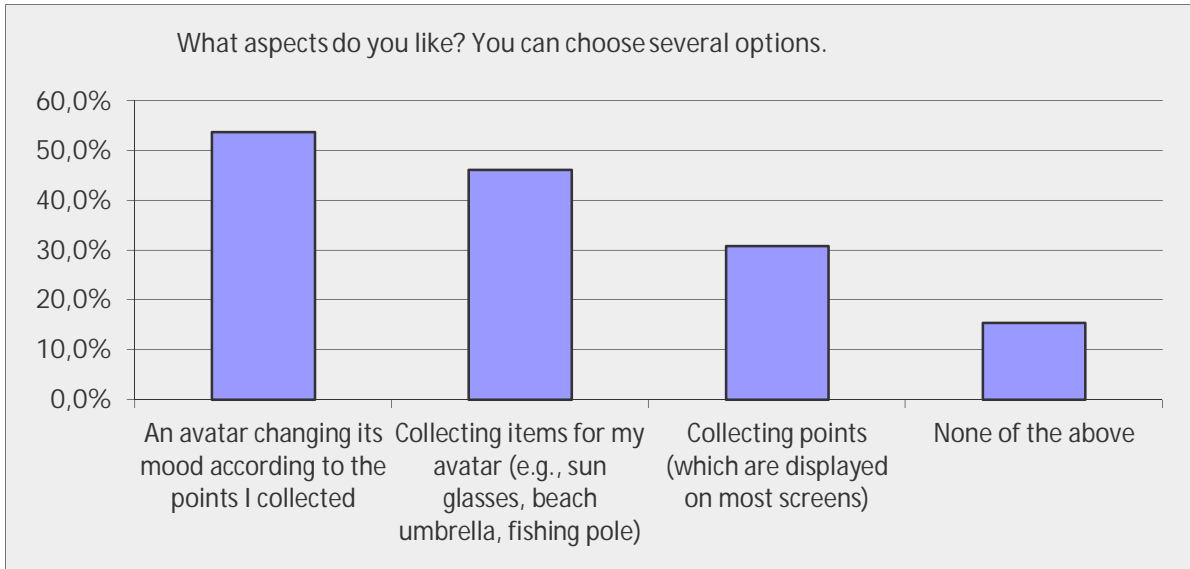 What aspects do you like? You can choose several options.
60,0%
50,0%
40,0%
30,0%
20,0%
10,0%
0,0%
An avatar changing its
mood according to the
points I collected
Collecting items for my
avatar (e.g., sun
glasses, beach
umbrella, fishing pole)
Collecting points
(which are displayed
on most screens)
None of the above